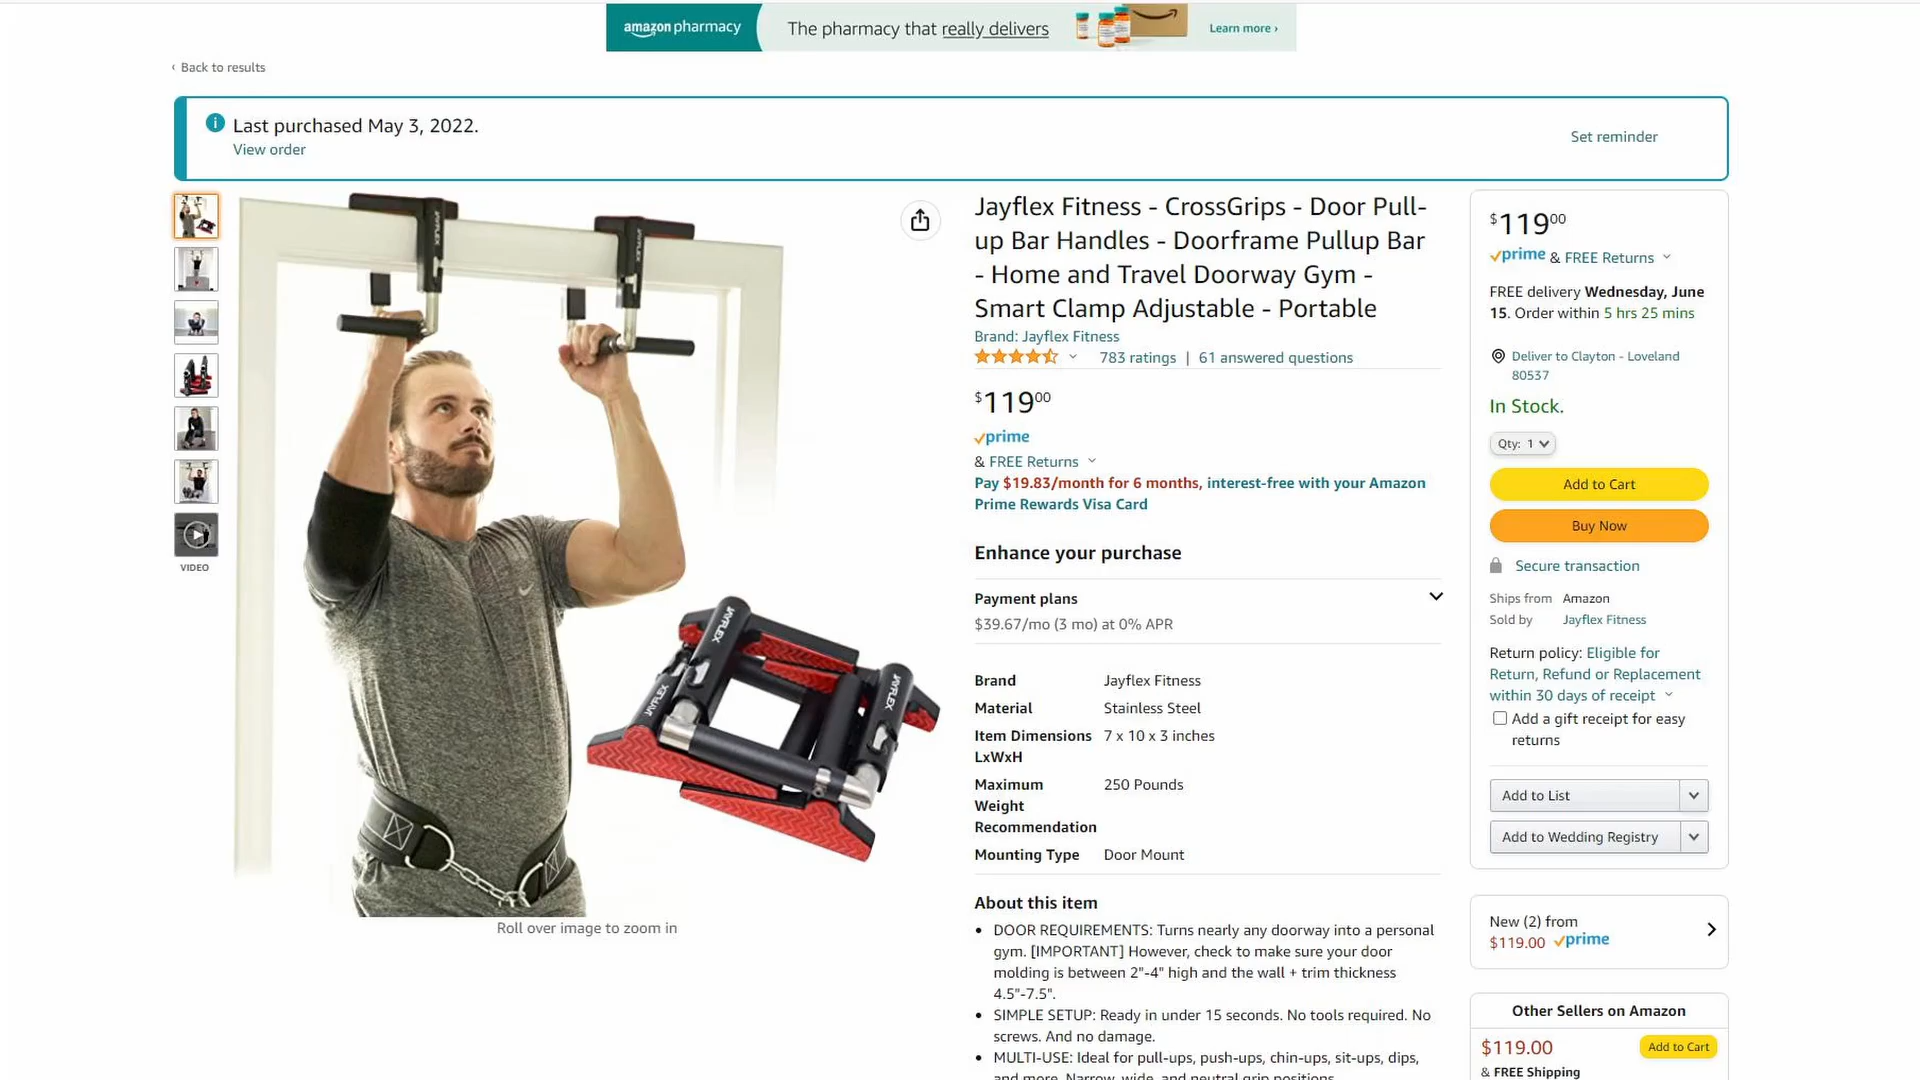 amazon pharmacy
The pharmacy that really delivers
Learn more ›
‹ Back to results
Last purchased May 3, 2022.
View order
Set reminder
VIDEO
JAYFLEX
JAYFLEX
JAYFLEX
JAYFLEX
JAYFLEX
Roll over image to zoom in
Jayflex Fitness - CrossGrips - Door Pull-
up Bar Handles - Doorframe Pullup Bar
- Home and Travel Doorway Gym -
Smart Clamp Adjustable - Portable
Brand: Jayflex Fitness
783 ratings | 61 answered questions
$11900
prime
& FREE Returns
Pay $19.83/month for 6 months, interest-free with your Amazon
Prime Rewards Visa Card
Enhance your purchase
Payment plans
$39.67/mo (3 mo) at 0% APR
Brand Jayflex Fitness
Material Stainless Steel
Item Dimensions 7 x 10 x 3 inches
LxWxH
Maximum 250 Pounds
Weight
Recommendation
Mounting Type Door Mount
About this item
• DOOR REQUIREMENTS: Turns nearly any doorway into a personal
gym. [IMPORTANT] However, check to make sure your door
molding is between 2"-4" high and the wall + trim thickness
4.5"-7.5".
• SIMPLE SETUP: Ready in under 15 seconds. No tools required. No
screws. And no damage.
• MULTI-USE: Ideal for pull-ups, push-ups, chin-ups, sit-ups, dips,
and more. Narrow, wide, and neutral grip positions
$11900
prime & FREE Returns
FREE delivery Wednesday, June
15. Order within 5 hrs 25 mins
Deliver to Clayton - Loveland
80537
In Stock.
Qty: 1
Add to Cart
Buy Now
Secure transaction
Ships from Amazon
Sold by Jayflex Fitness
Return policy: Eligible for
Return, Refund or Replacement
within 30 days of receipt
Add a gift receipt for easy
returns
Add to List
Add to Wedding Registry
New (2) from
$119.00 prime
Other Sellers on Amazon
$119.00
Add to Cart
& FREE Shipping